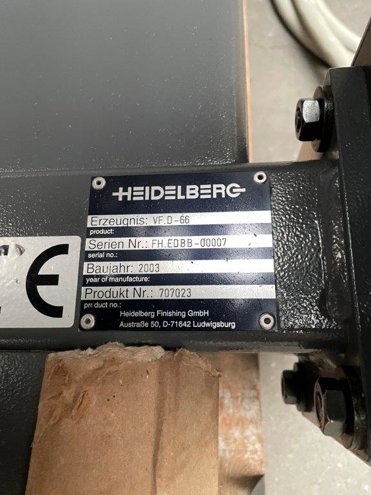 HEIDELBERG
Erzeugnis: VF.D-66
product:
Serien Nr.: FH.EDBB-00007
serial no.:
Baujahr: 2003
year of manufacture:
Produkt Nr.: 707023
product no.:
Heidelberg Finishing GmbH
Austraße 50, D-71642 Ludwigsburg
CE